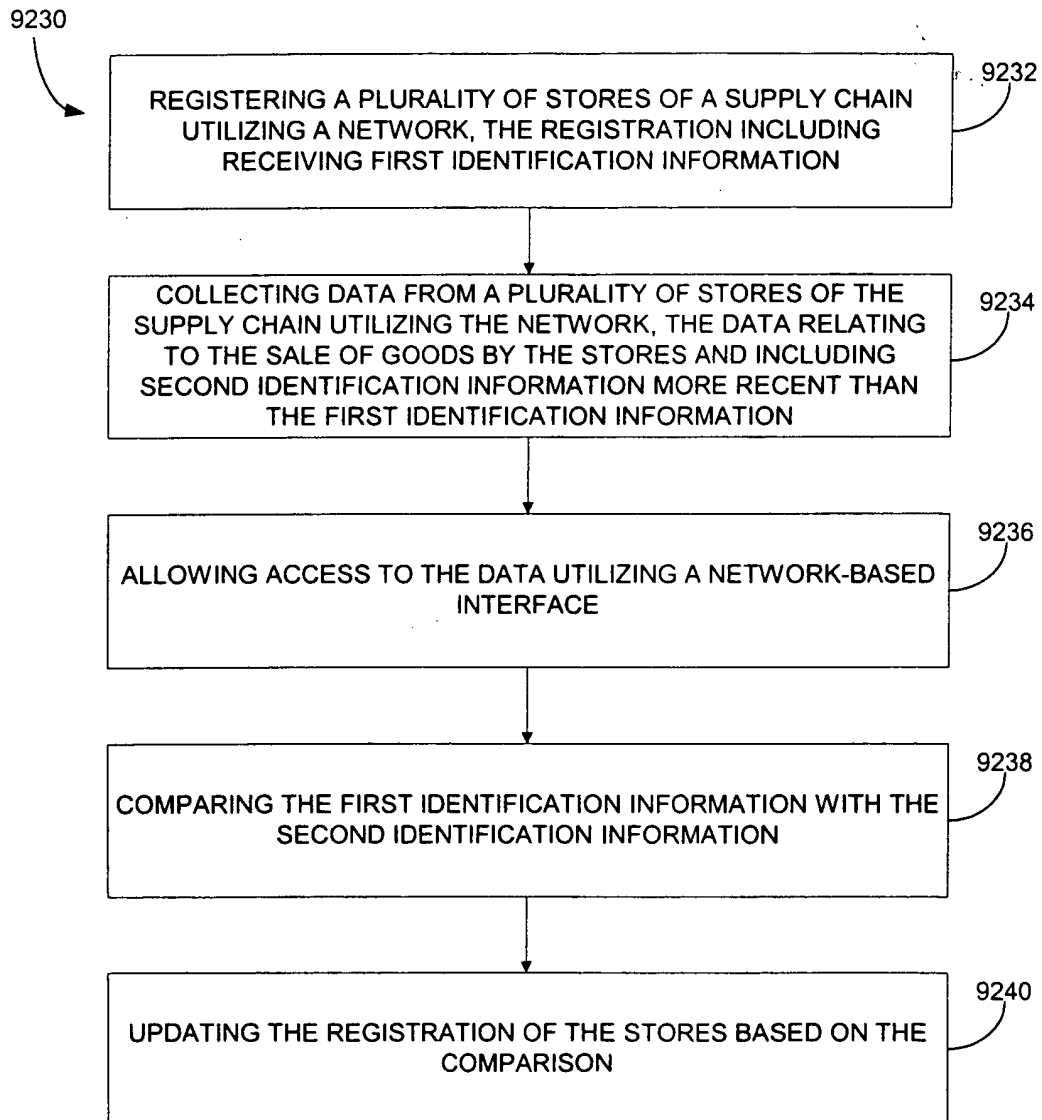 9230
9232
REGISTERING A PLURALITY OF STORES OF A SUPPLY CHAIN
UTILIZING A NETWORK, THE REGISTRATION INCLUDING
RECEIVING FIRST IDENTIFICATION INFORMATION
9234
COLLECTING DATA FROM A PLURALITY OF STORES OF THE
SUPPLY CHAIN UTILIZING THE NETWORK, THE DATA RELATING
TO THE SALE OF GOODS BY THE STORES AND INCLUDING
SECOND IDENTIFICATION INFORMATION MORE RECENT THAN
THE FIRST IDENTIFICATION INFORMATION
9236
ALLOWING ACCESS TO THE DATA UTILIZING A NETWORK-BASED
INTERFACE
9238
COMPARING THE FIRST IDENTIFICATION INFORMATION WITH THE
SECOND IDENTIFICATION INFORMATION
9240
UPDATING THE REGISTRATION OF THE STORES BASED ON THE
COMPARISON